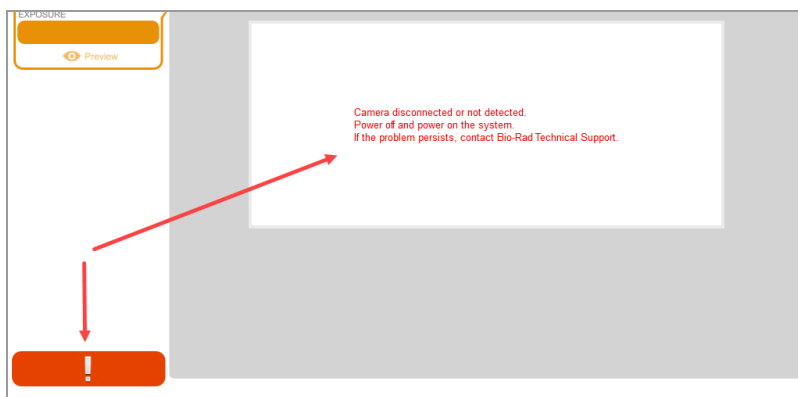 EXPOSURE
Preview
Camera disconnected or not detected.
Power off and power on the system.
If the problem persists, contact Bio-Rad Technical Support.
!